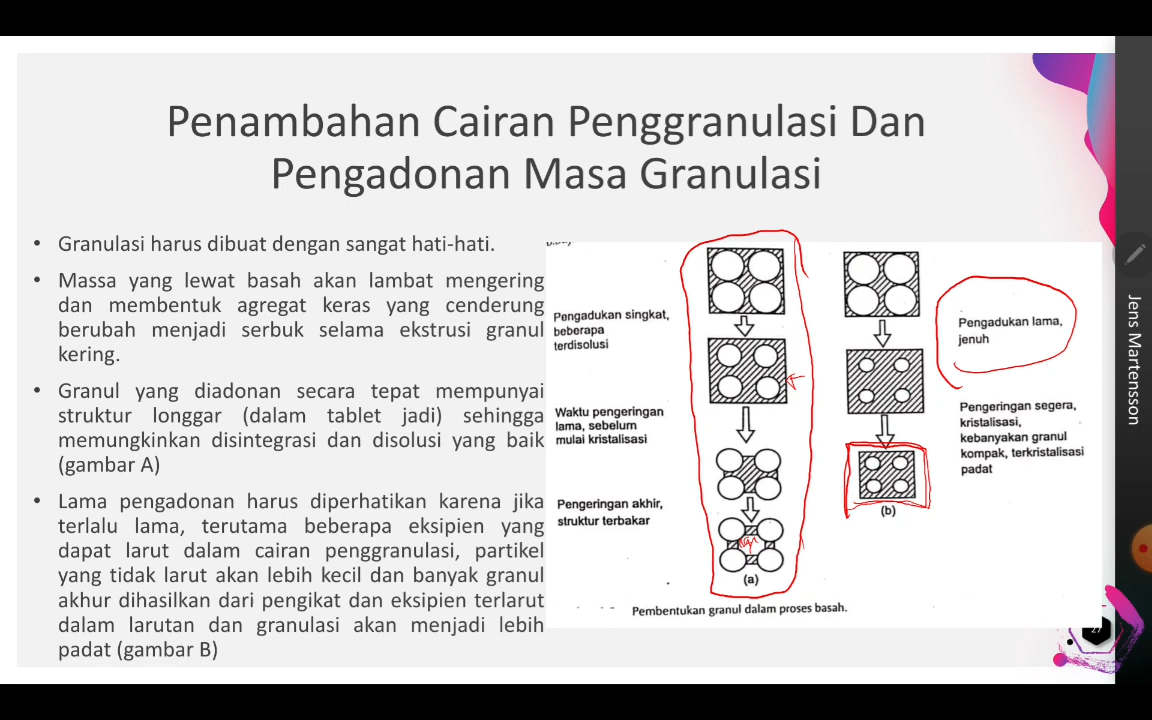 Penambahan Cairan Penggranulasi Dan
Pengadonan Masa Granulasi
• Granulasi harus dibuat dengan sangat hati-hati.
• Massa yang lewat basah akan lambat mengering
dan membentuk agregat keras yang cenderung
berubah menjadi serbuk selama ekstrusi granul
kering.
• Granul yang diadonan secara tepat mempunyai
struktur longgar (dalam tablet jadi) sehingga
memungkinkan disintegrasi dan disolusi yang baik
(gambar A)
• Lama pengadonan harus diperhatikan karena jika
terlalu lama, terutama beberapa eksipien yang
dapat larut dalam cairan penggranulasi, partikel
yang tidak larut akan lebih kecil dan banyak granul
akhur dihasilkan dari pengikat dan eksipien terlarut
dalam larutan dan granulasi akan menjadi lebih
padat (gambar B)
Pengadukan singkat,
beberapa
terdisolusi
Waktu pengeringan
lama, sebelum
mulai kristalisasi
Pengeringan akhir,
struktur terbakar
(a)
Pengadukan lama,
jenuh
Pengeringan segera,
kristalisasi,
kebanyakan granul
kompak, terkristalisasi
padat
(b)
Pembentukan granul dalam proses basah.
Jens Martensson
27